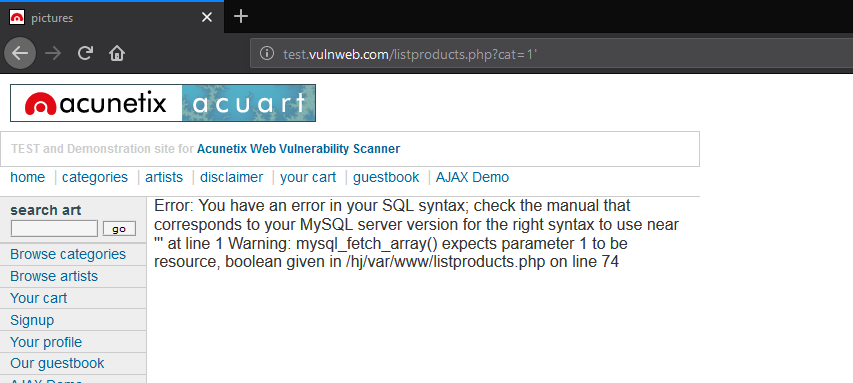 pictures
test.vulnweb.com/listproducts.php?cat=1'
acunetix acuart
TEST and Demonstration site for Acunetix Web Vulnerability Scanner
home | categories | artists | disclaimer | your cart | guestbook | AJAX Demo
search art
go
Browse categories
Browse artists
Your cart
Signup
Your profile
Our guestbook
AJAX Demo
Error: You have an error in your SQL syntax; check the manual that
corresponds to your MySQL server version for the right syntax to use near
''' at line 1 Warning: mysql_fetch_array() expects parameter 1 to be
resource, boolean given in /hj/var/www/listproducts.php on line 74